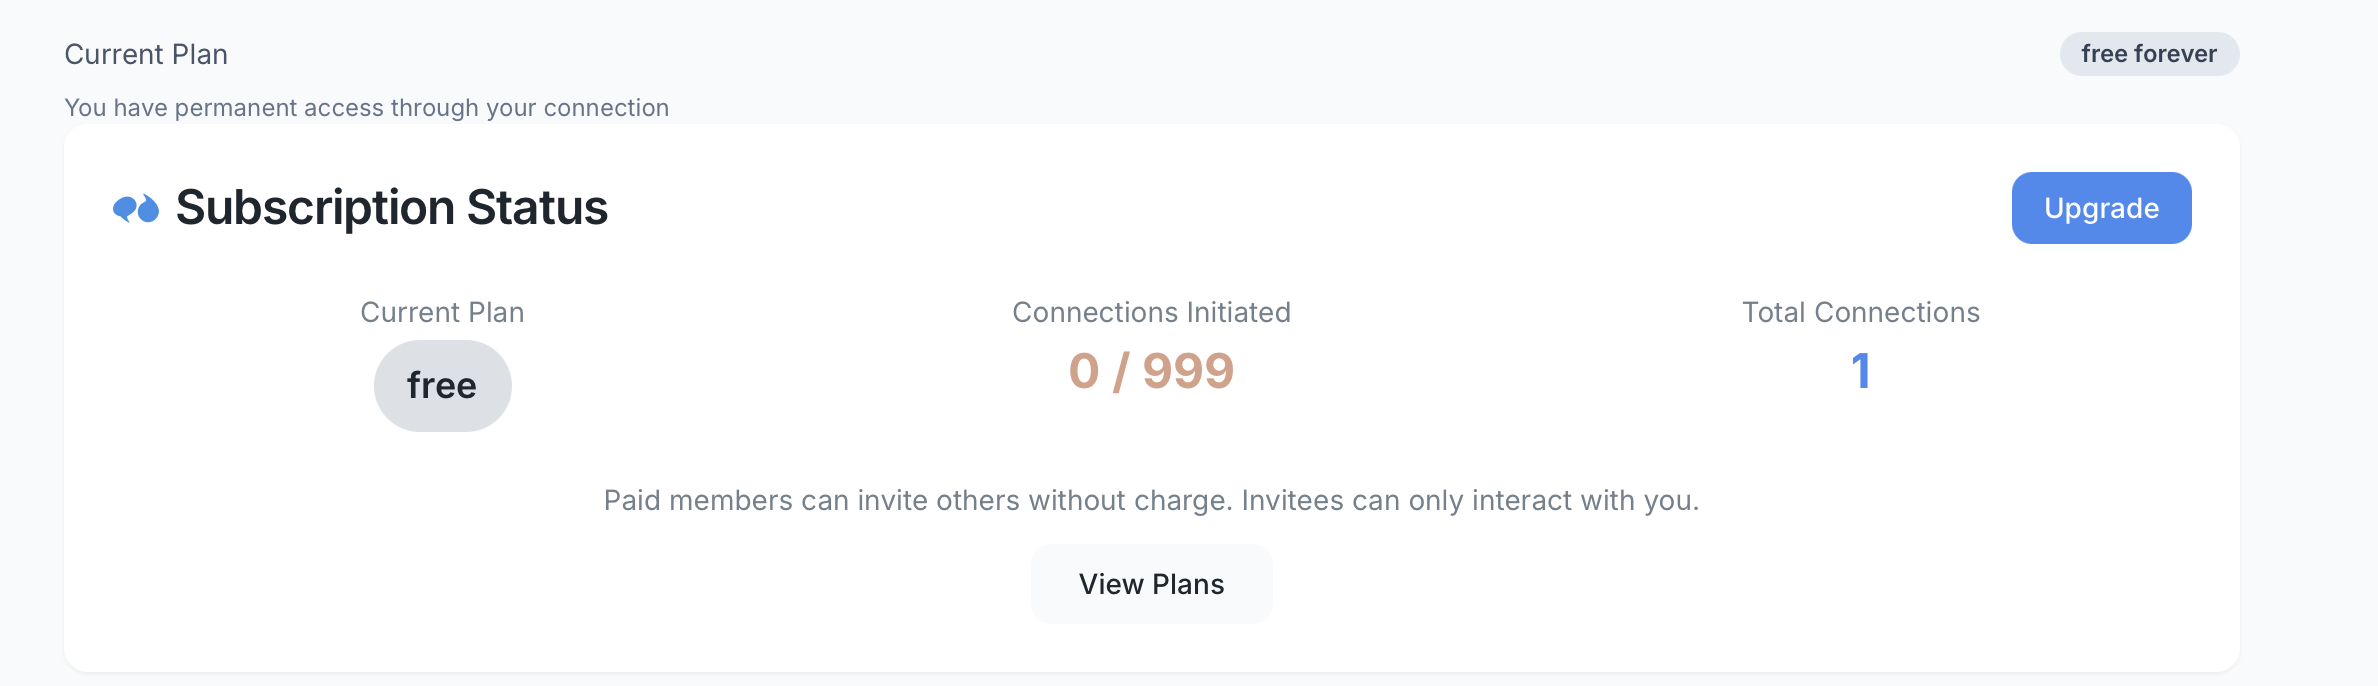 Current Plan
free forever
You have permanent access through your connection
Subscription Status
Upgrade
Current Plan
Connections Initiated
Total Connections
free
0 / 999
1
Paid members can invite others without charge. Invitees can only interact with you.
View Plans